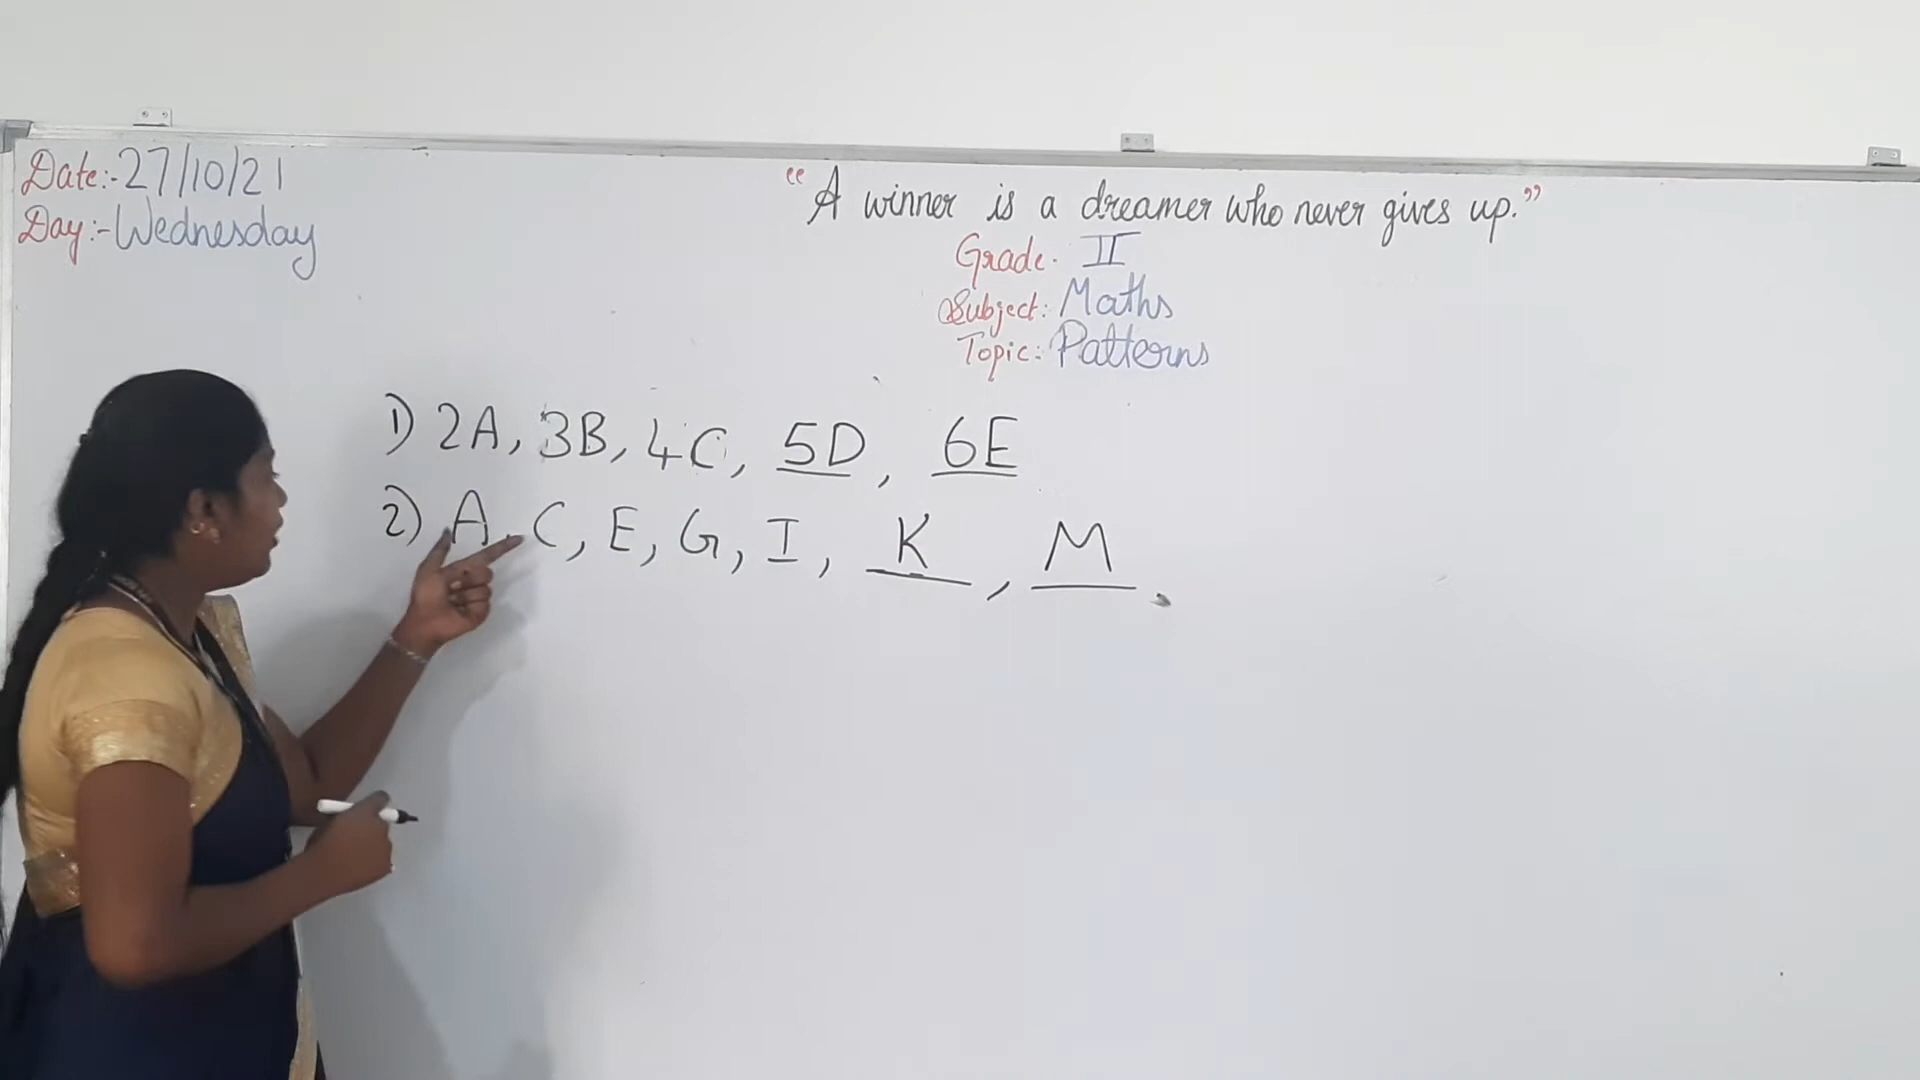 Date:-27/10/21
Day:-Wednesday
"A winner is a dreamer who never gives up."
Grade. II
Subject: Maths
Topic: Patterns
1) 2A, 3B, 4C, 5D, 6E
2) A, C, E, G, I, K, M.